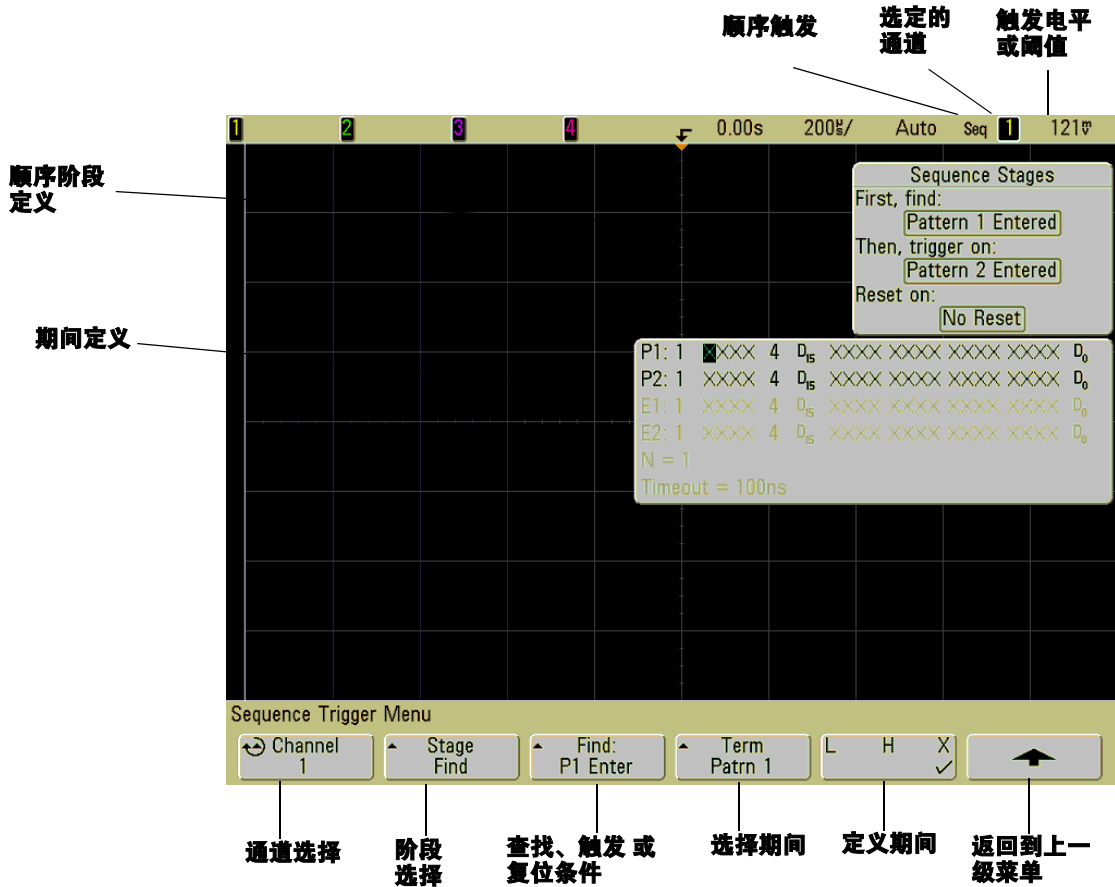 顺序触发
选定的
通道
触发电平
或阈值
1 2 3 4 0.00s 200µs/ Auto Seq 1 121mV
顺序阶段
定义
Sequence Stages
First, find:
Pattern 1 Entered
Then, trigger on:
Pattern 2 Entered
Reset on:
No Reset
期间定义
P1: 1 XXXX 4 D15 XXXX XXXX XXXX XXXX D0
P2: 1 XXXX 4 D15 XXXX XXXX XXXX XXXX D0
E1: 1 XXXX 4 D15 XXXX XXXX XXXX XXXX D0
E2: 1 XXXX 4 D15 XXXX XXXX XXXX XXXX D0
N = 1
Timeout = 100ns
Sequence Trigger Menu
Channel
1
Stage
Find
Find:
P1 Enter
Term
Patrn 1
L H X
通道选择
阶段
选择
查找、触发 或
复位条件
选择期间
定义期间
返回到上一
级菜单